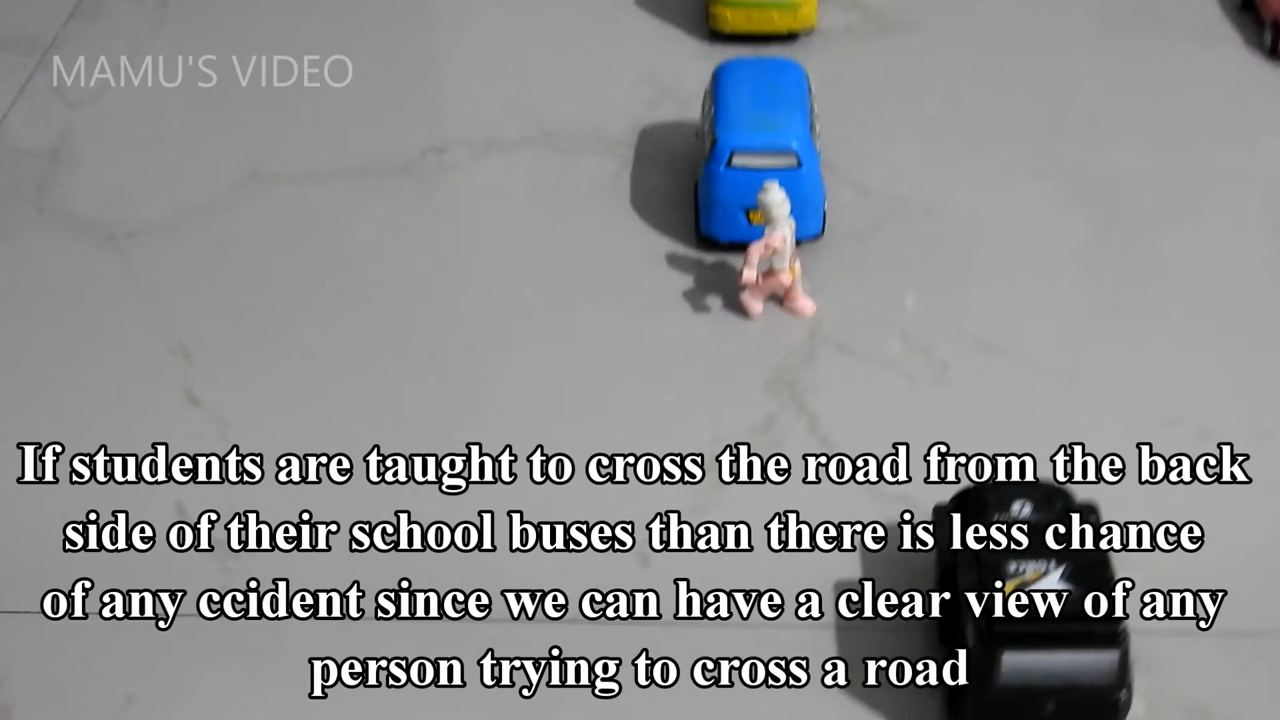 MAMU'S VIDEO
If students are taught to cross the road from the back
side of their school buses than there is less chance
of any ccident since we can have a clear view of any
person trying to cross a road